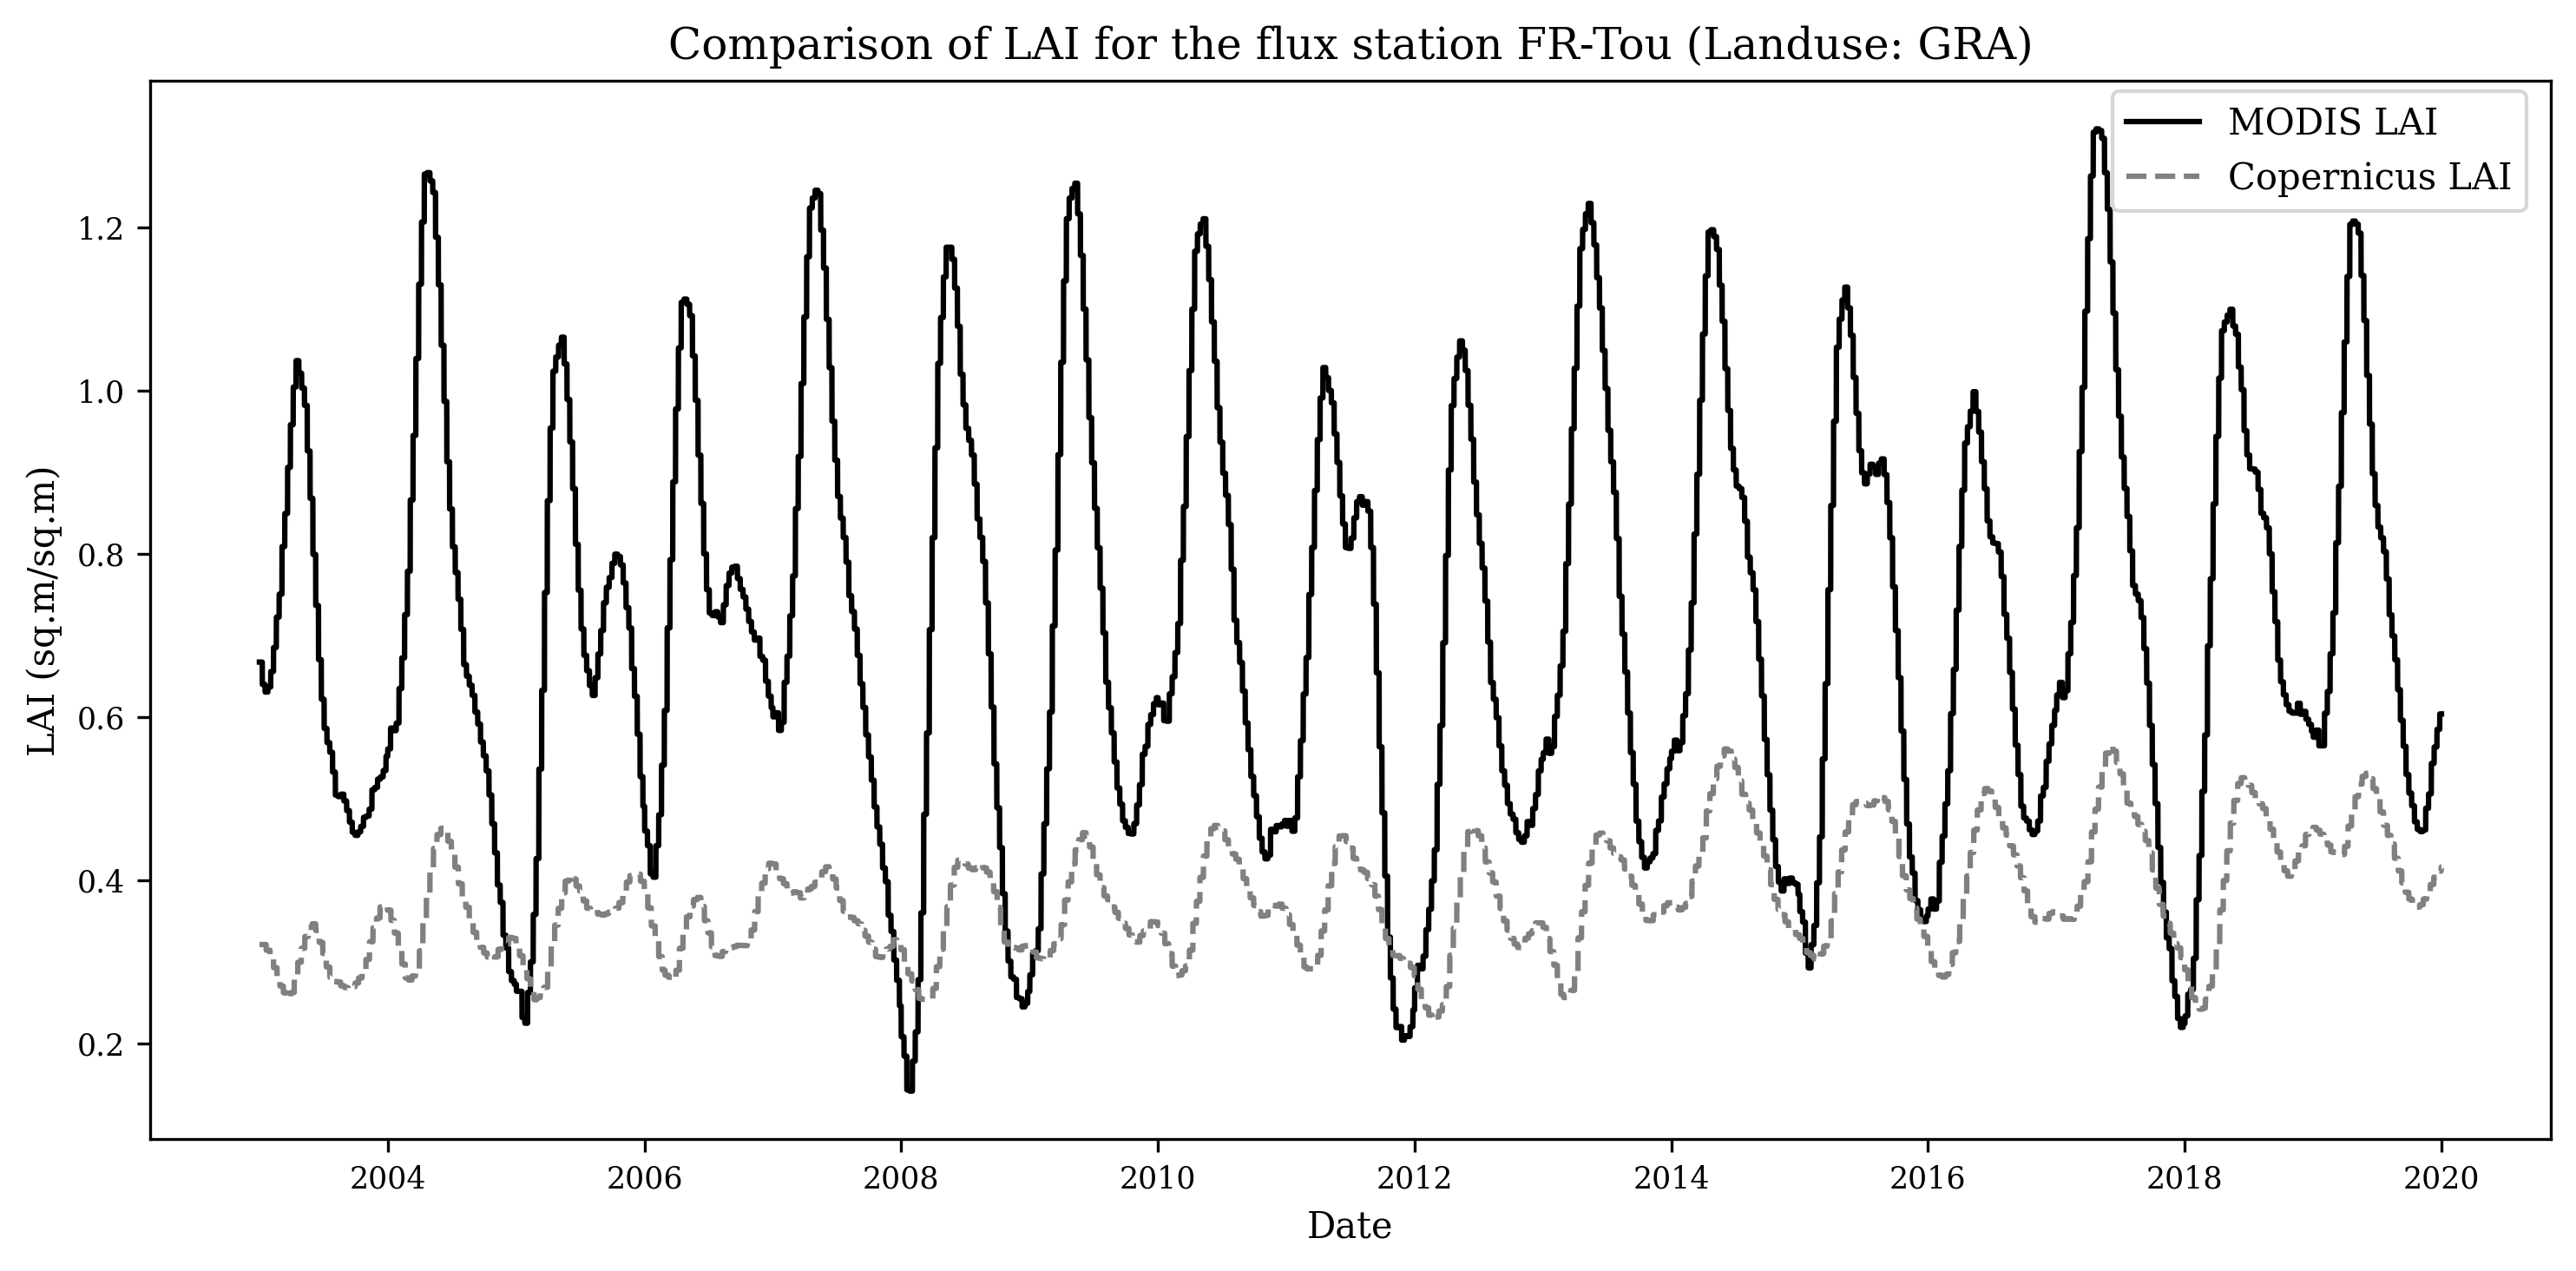 Comparison of LAI for the flux station FR-Tou (Landuse: GRA)
MODIS LAI
Copernicus LAI
LAI (sq.m/sq.m)
1.2
1.0
0.8
0.6
0.4
0.2
2004 2006 2008 2010 2012 2014 2016 2018 2020
Date